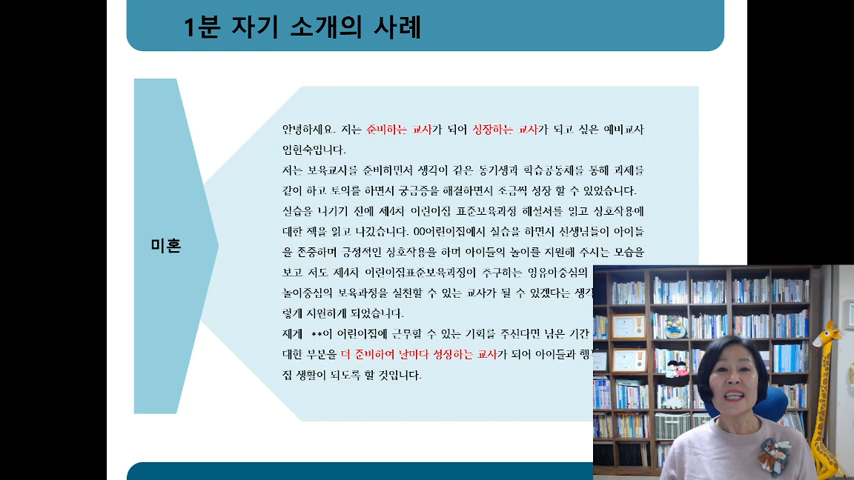 1분 자기 소개의 사례
미혼
안녕하세요. 저는 준비하는 교사가 되어 성장하는 교사가 되고 싶은 예비교사
임현숙입니다.
저는 보육교사를 준비하면서 생각이 같은 동기생과 학습공동체를 통해 과제를
같이 하고 토의를 하면서 궁금증을 해결하면서 조금씩 성장 할 수 있었습니다.
실습을 나가기 전에 제4차 어린이집 표준보육과정 해설서를 읽고 상호작용에
대한 책을 읽고 나갔습니다. 00어린이집에서 실습을 하면서 선생님들이 아이들
을 존중하며 긍정적인 상호작용을 하며 아이들의 놀이를 지원해 주시는 모습을
보고 저도 제4차 어린이집표준보육과정이 추구하는 영유아중심의
놀이중심의 보육과정을 실천할 수 있는 교사가 될 수 있겠다는 생각
렇게 지원하게 되었습니다.
제게 **이 어린이집에 근무할 수 있는 기회를 주신다면 남은 기간
대한 부분을 더 준비하여 날마다 성장하는 교사가 되어 아이들과 행
집 생활이 되도록 할 것입니다.